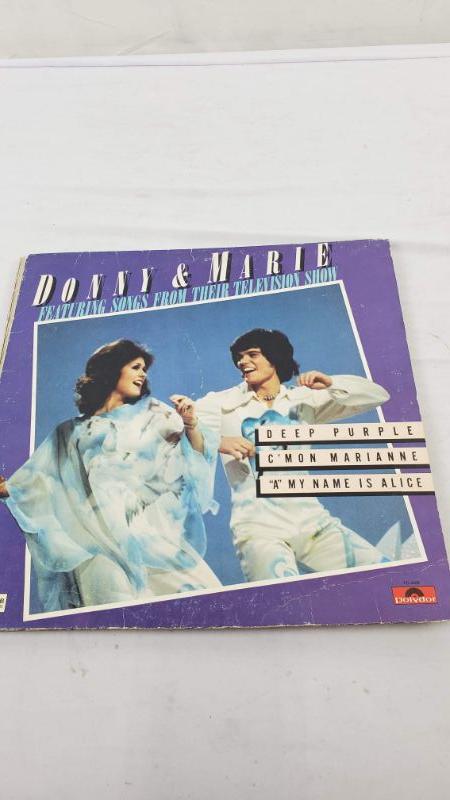 DONNY & MARIE
FEATURING SONGS FROM THEIR TELEVISION SHOW
DEEP PURPLE
C'MON MARIANNE
"A" MY NAME IS ALICE
polydor